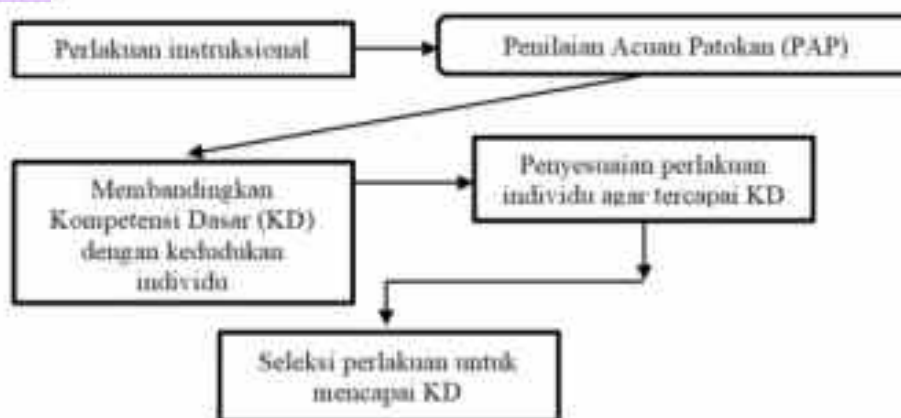 Perlakuan instruksional
Penilaian Acuan Patokan (PAP)
Membandingkan
Kompetensi Dasar (KD)
dengan kedudukan
individu
Penyesuaian perlakuan
individu agar tercapai KD
Seleksi perlakuan untuk
mencapai KD